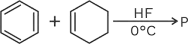 + HF
0°C → P